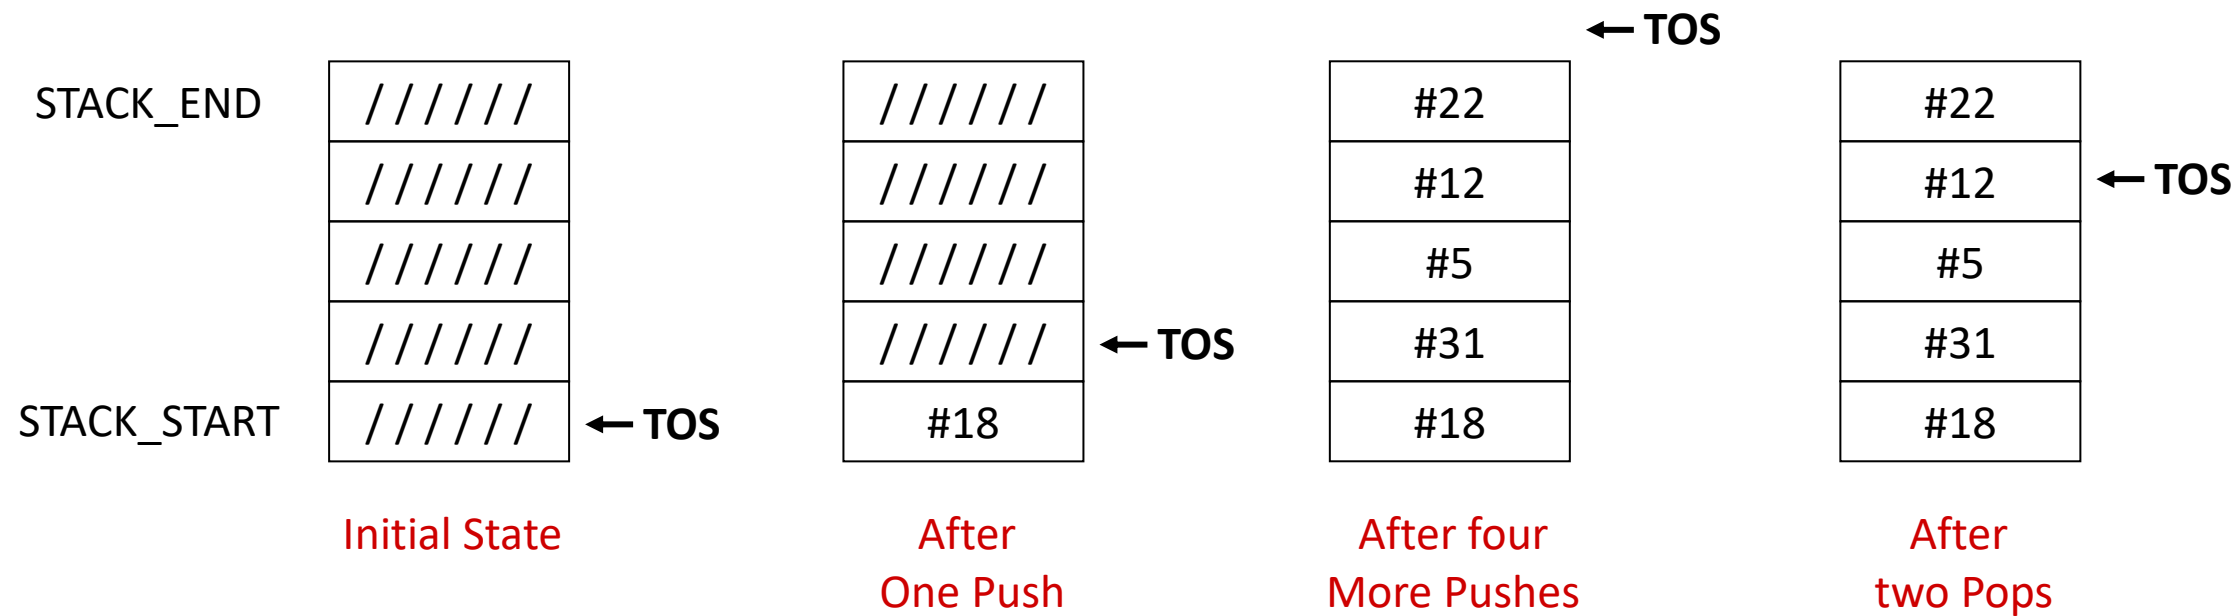 ← TOS
STACK_END / / / / / / / / / / / / #22 #22
/ / / / / / / / / / / / #12 #12 ← TOS
/ / / / / / / / / / / / #5 #5
/ / / / / / / / / / / / ← TOS #31 #31
STACK_START / / / / / / ← TOS #18 #18 #18
Initial State After After four After
One Push More Pushes two Pops